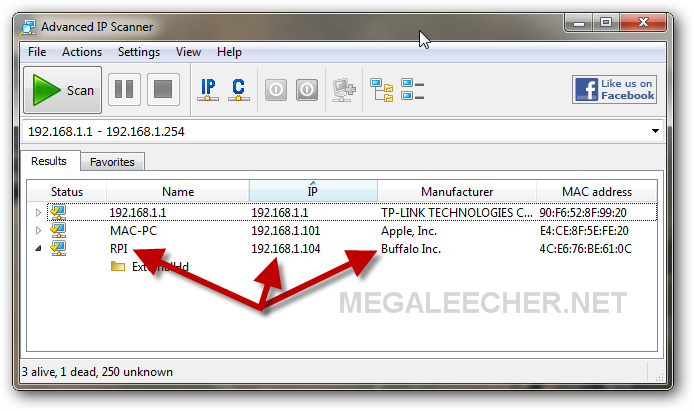 Advanced IP Scanner
File Actions Settings View Help
Scan IP C Like us on
Facebook
192.168.1.1 - 192.168.1.254
Results Favorites
Status Name IP Manufacturer MAC address
192.168.1.1 192.168.1.1 TP-LINK TECHNOLOGIES C... 90:F6:52:8F:99:20
MAC-PC 192.168.1.101 Apple, Inc. E4:CE:8F:5E:FE:20
RPI 192.168.1.104 Buffalo Inc. 4C:E6:76:BE:61:0C
ExternalHd
MEGALEECHER.NET
3 alive, 1 dead, 250 unknown